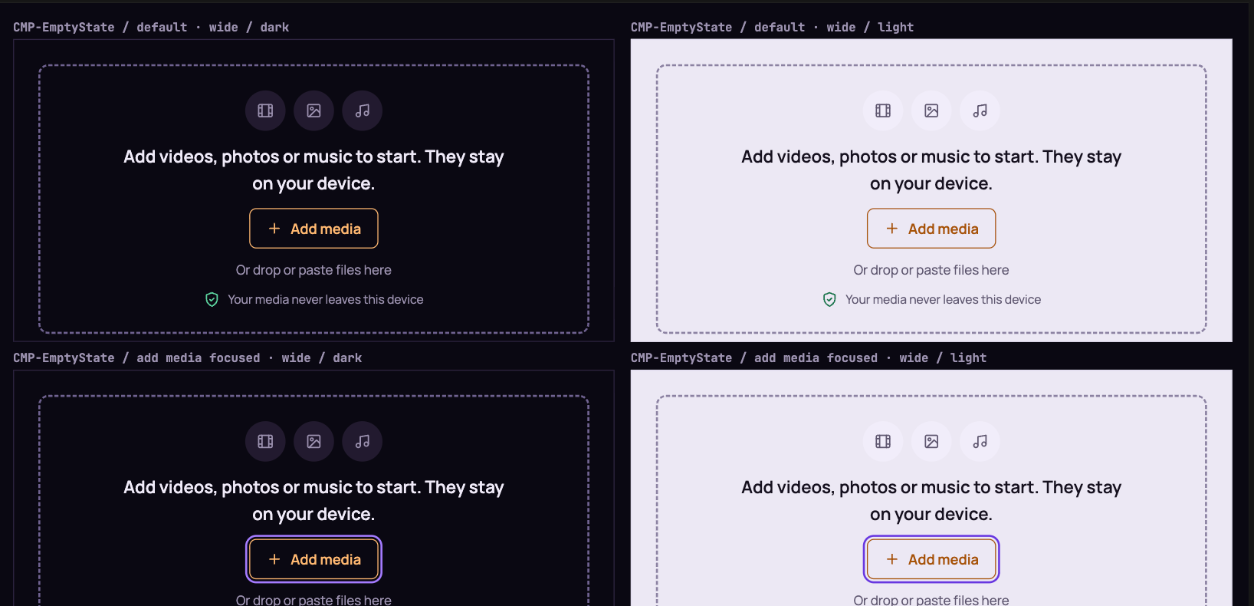 CMP-EmptyState / default · wide / dark
Add videos, photos or music to start. They stay
on your device.
+ Add media
Or drop or paste files here
Your media never leaves this device
CMP-EmptyState / default · wide / light
Add videos, photos or music to start. They stay
on your device.
+ Add media
Or drop or paste files here
Your media never leaves this device
CMP-EmptyState / add media focused · wide / dark
Add videos, photos or music to start. They stay
on your device.
+ Add media
Or drop or paste files here
CMP-EmptyState / add media focused · wide / light
Add videos, photos or music to start. They stay
on your device.
+ Add media
Or drop or paste files here